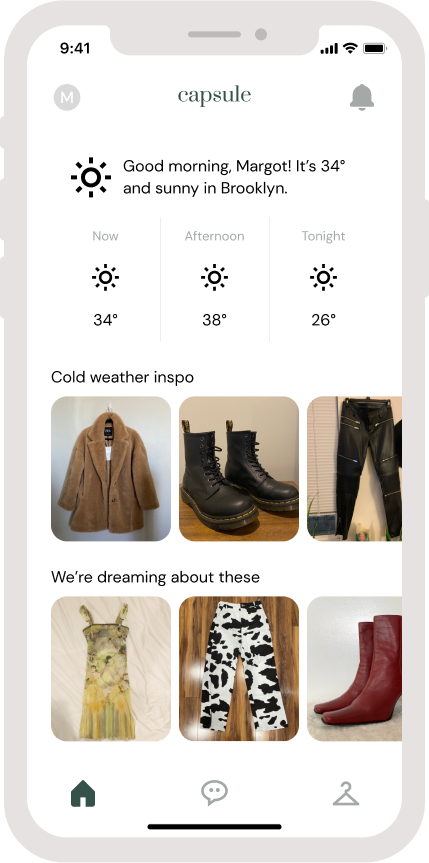 9:41
M
capsule
Good morning, Margot! It’s 34°
and sunny in Brooklyn.
Now
Afternoon
Tonight
34°
38°
26°
Cold weather inspo
We’re dreaming about these